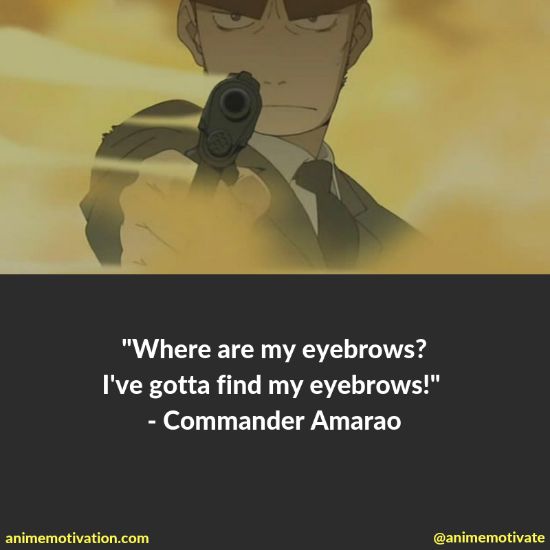 "Where are my eyebrows?
I've gotta find my eyebrows!"
- Commander Amarao
animemotivation.com
@animemotivate